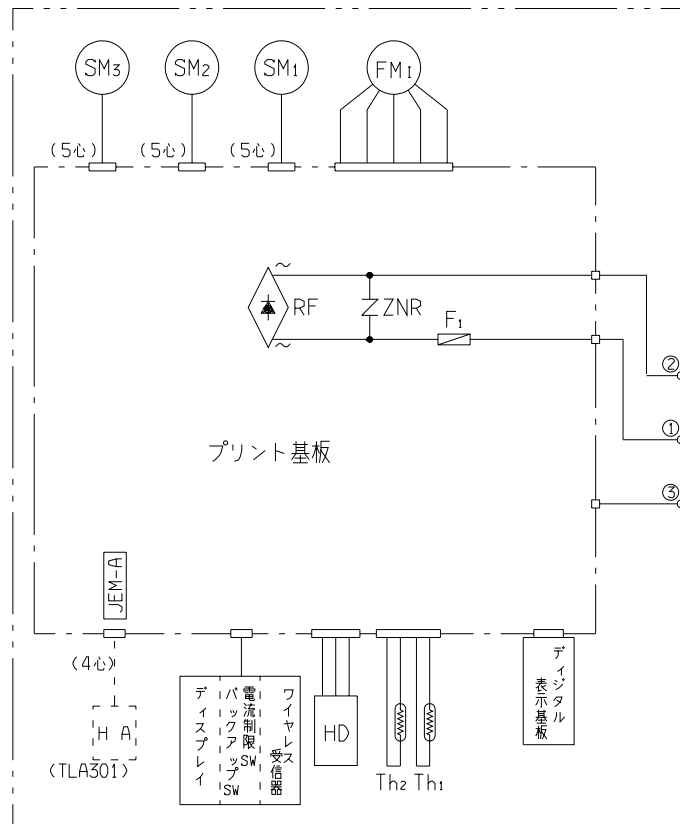 SM3
SM2
SM1
FMI
(5心)
(5心)
(5心)
~
RF
ZNR
~
F1
②
①
③
プリント基板
JEM-A
(4心)
H A
(TLA301)
ディスプレイ
バックアップSW
電流制限SW
ワイヤレス
受信器
HD
Th2
Th1
ディジタル
表示基板